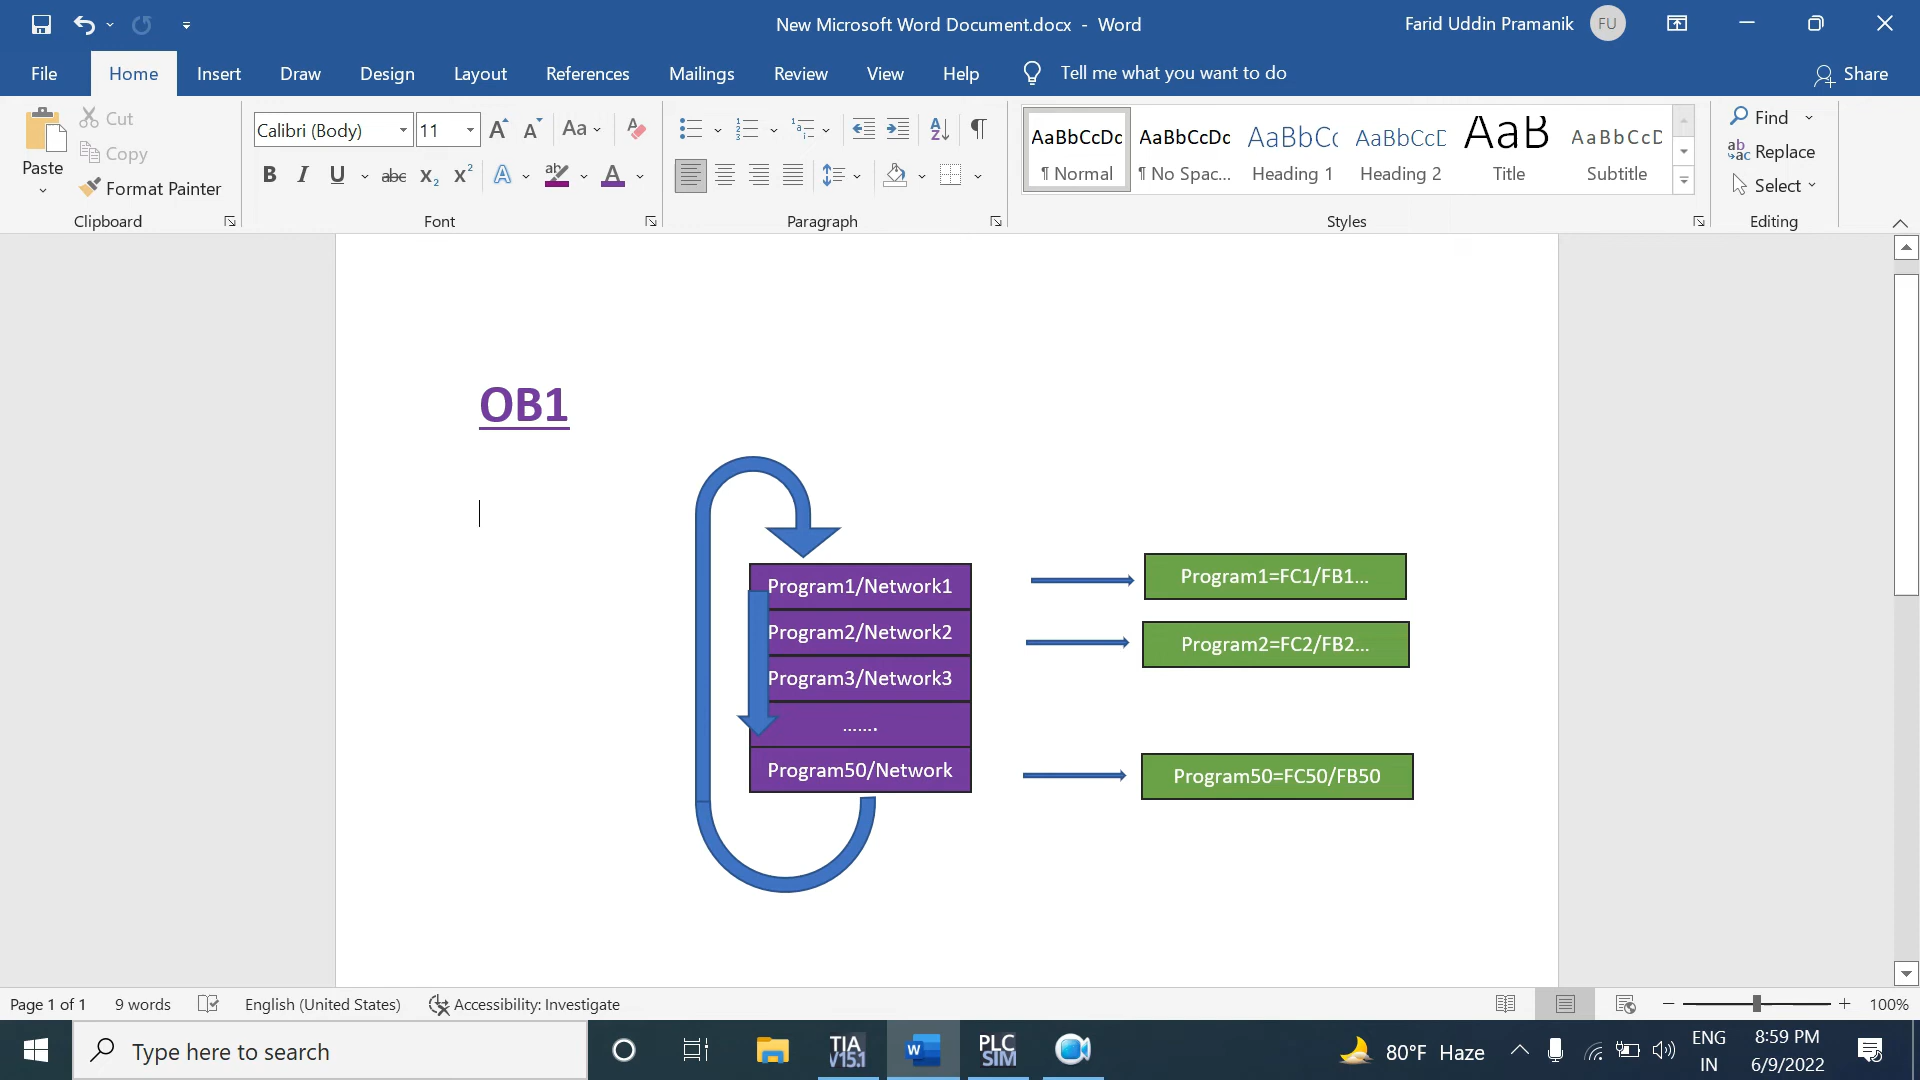 New Microsoft Word Document.docx - Word
Farid Uddin Pramanik FU
File Home Insert Draw Design Layout References Mailings Review View Help Tell me what you want to do Share
Paste
Cut
Copy
Format Painter
Clipboard
Calibri (Body) 11
Font
Paragraph
AaBbCcDc AaBbCcDc AaBbCc AaBbCcD AaB AaBbCcD
¶ Normal ¶ No Spac... Heading 1 Heading 2 Title Subtitle
Styles
Find
Replace
Select
Editing
OB1
Program1/Network1
Program2/Network2
Program3/Network3
.......
Program50/Network
Program1=FC1/FB1...
Program2=FC2/FB2...
Program50=FC50/FB50
Page 1 of 1 9 words English (United States) Accessibility: Investigate 100%
Type here to search
TIA V15.1
W
PLC SIM
80°F Haze
ENG
IN
8:59 PM
6/9/2022